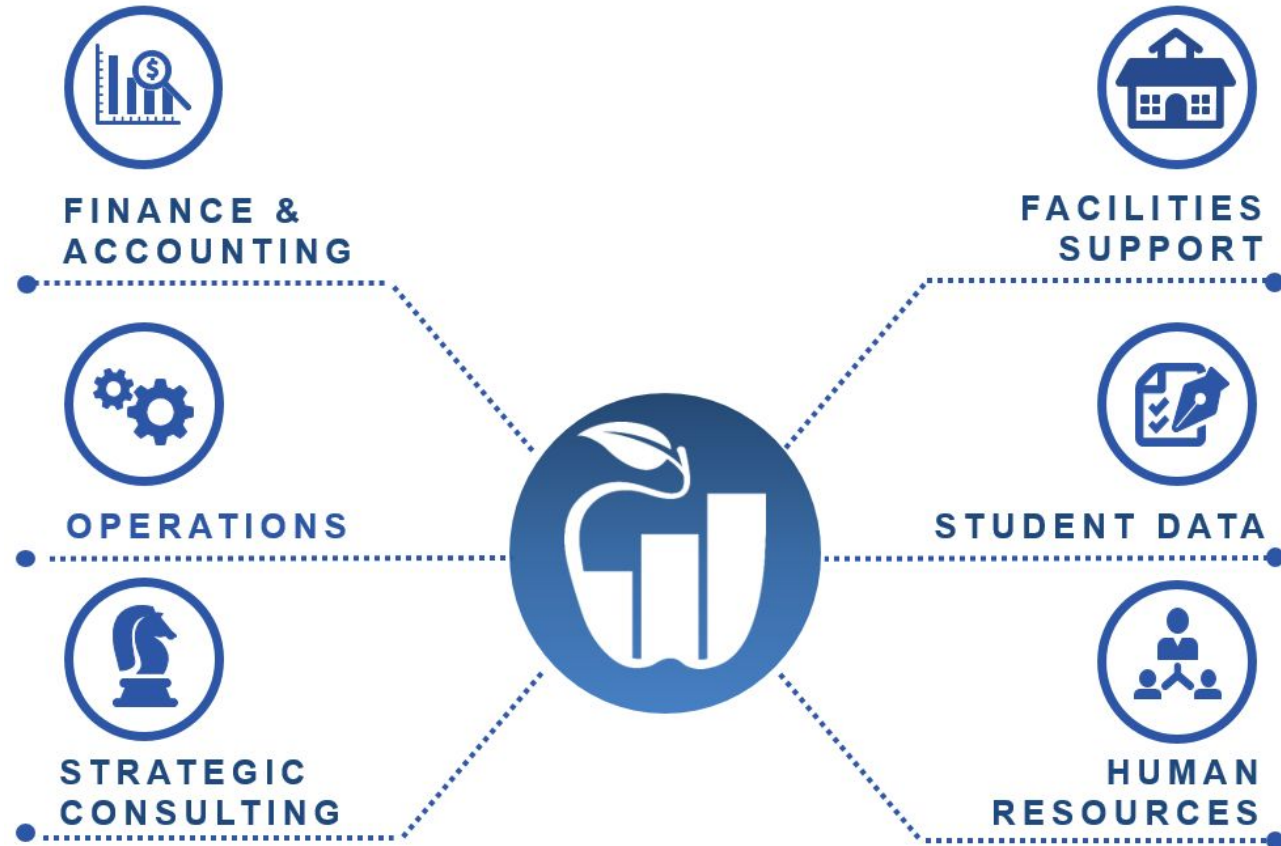 FINANCE &
ACCOUNTING
OPERATIONS
STRATEGIC
CONSULTING
FACILITIES
SUPPORT
STUDENT DATA
HUMAN
RESOURCES